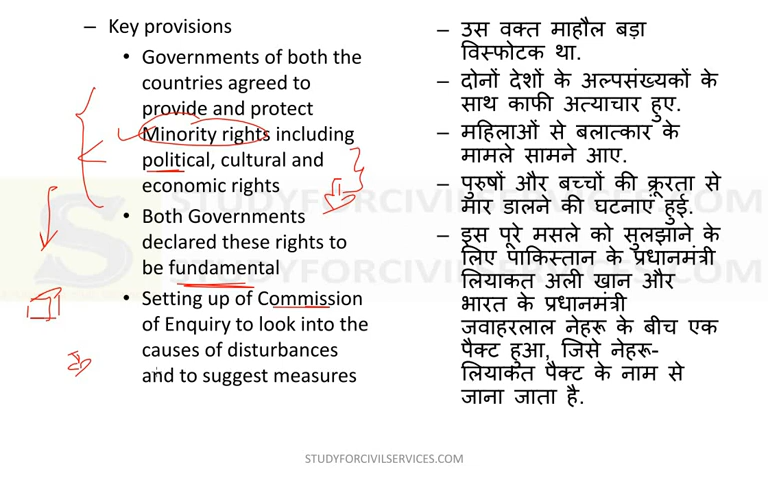 – Key provisions
• Governments of both the
countries agreed to
provide and protect
Minority rights including
political, cultural and
economic rights
• Both Governments
declared these rights to
be fundamental
• Setting up of Commission
of Enquiry to look into the
causes of disturbances
and to suggest measures
– उस वक्त माहौल बड़ा
विस्फोटक था.
– दोनों देशों के अल्पसंख्यकों के
साथ काफी अत्याचार हुए.
– महिलाओं से बलात्कार के
मामले सामने आए.
– पुरुषों और बच्चों की क्रूरता से
मार डालने की घटनाएं हुई.
– इस पूरे मसले को सुलझाने के
लिए पाकिस्तान के प्रधानमंत्री
लियाकत अली खान और
भारत के प्रधानमंत्री
जवाहरलाल नेहरू के बीच एक
पैक्ट हुआ, जिसे नेहरू-
लियाकत पैक्ट के नाम से
जाना जाता है.
STUDYFORCIVILSERVICES.COM
STUDYFORCIVILSERVICES.COM
STUDYFORCIVILSERVICES.COM